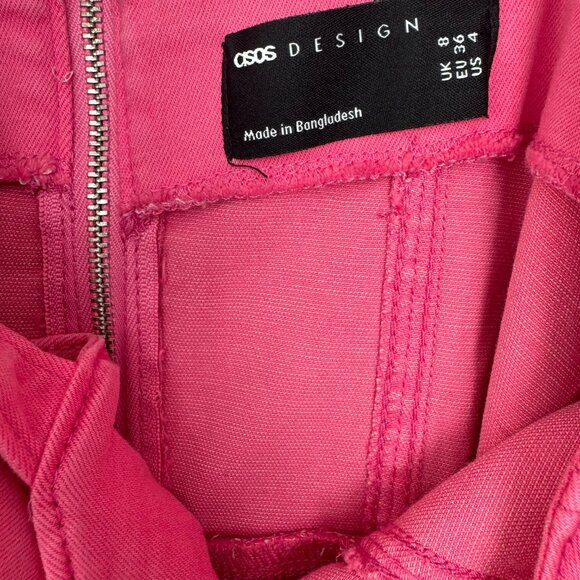 asos DESIGN
Made in Bangladesh
UK 8
EU 36
US 4